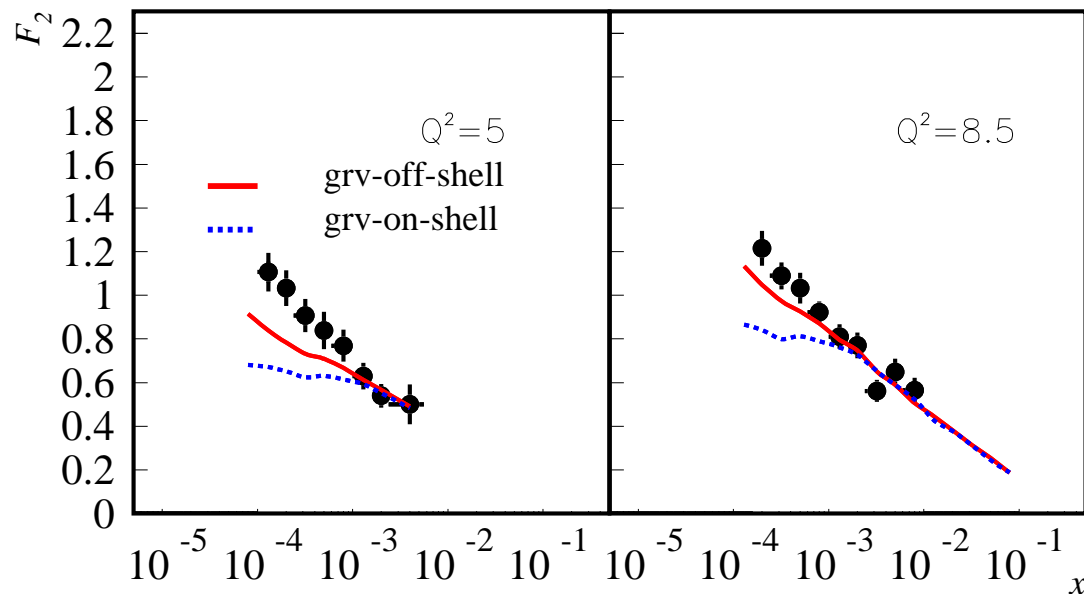 F₂
2.2
2
1.8
1.6
1.4
1.2
1
0.8
0.6
0.4
0.2
0
Q²=5
grv-off-shell
grv-on-shell
Q²=8.5
10⁻⁵ 10⁻⁴ 10⁻³ 10⁻² 10⁻¹ 10⁻⁵ 10⁻⁴ 10⁻³ 10⁻² 10⁻¹
x